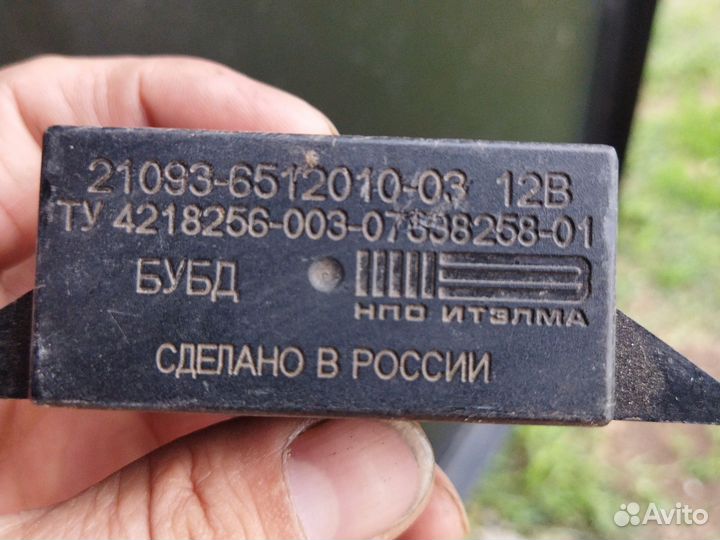 21093-6512010-03 12В
ТУ 4218256-003-07538258-01
БУБД
НПО ИТЭЛМА
СДЕЛАНО В РОССИИ
Avito